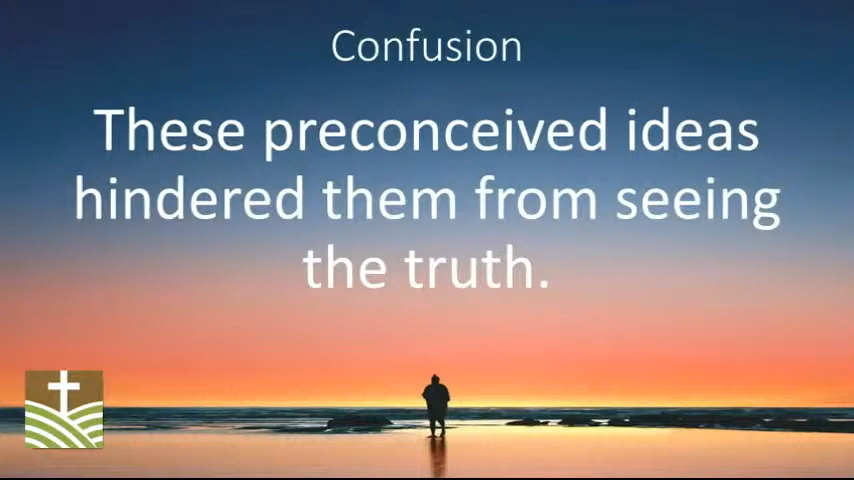 Confusion
These preconceived ideas
hindered them from seeing
the truth.